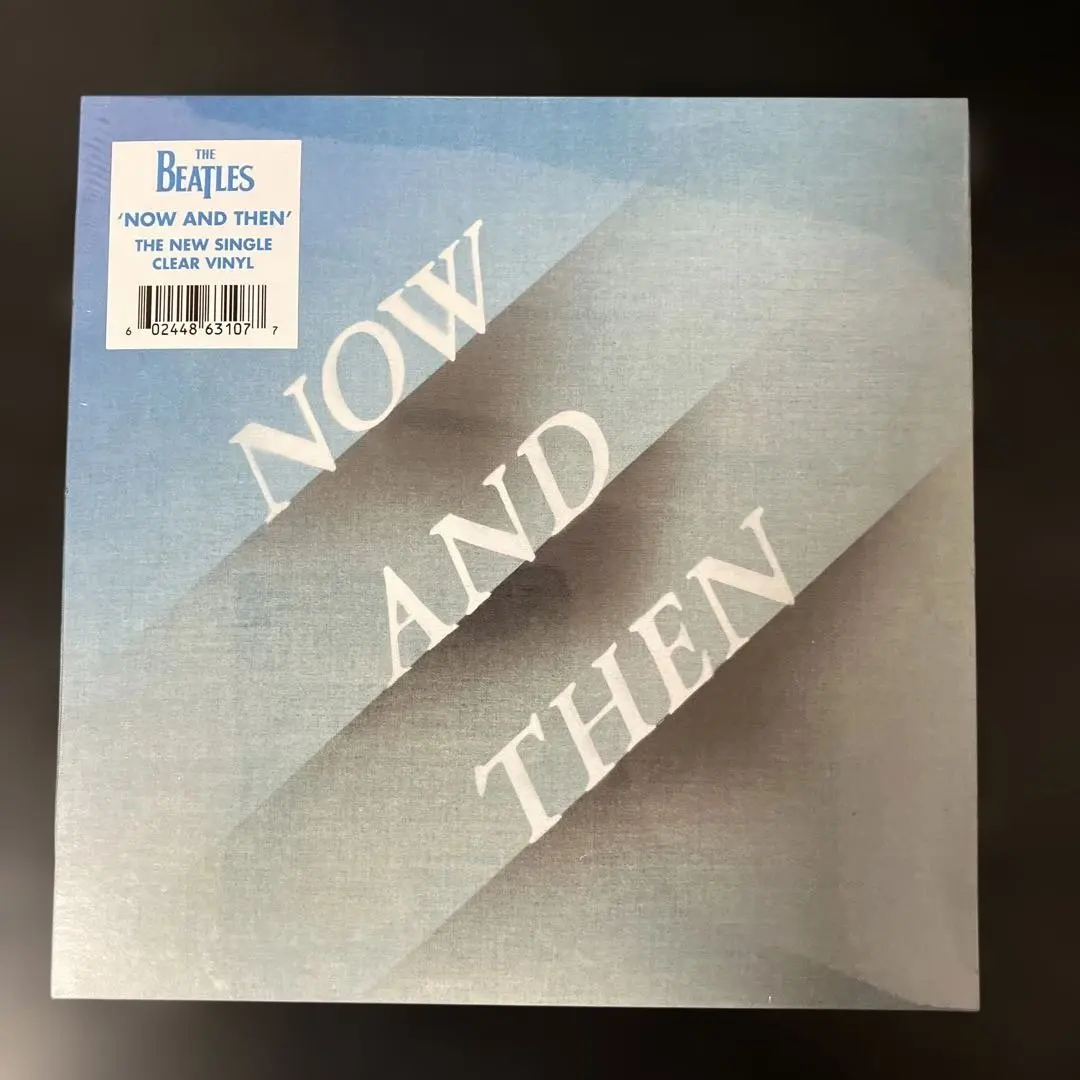 THE
BEATLES
'NOW AND THEN'
THE NEW SINGLE
CLEAR VINYL
6 02448 63107 7
NOW
AND
THEN